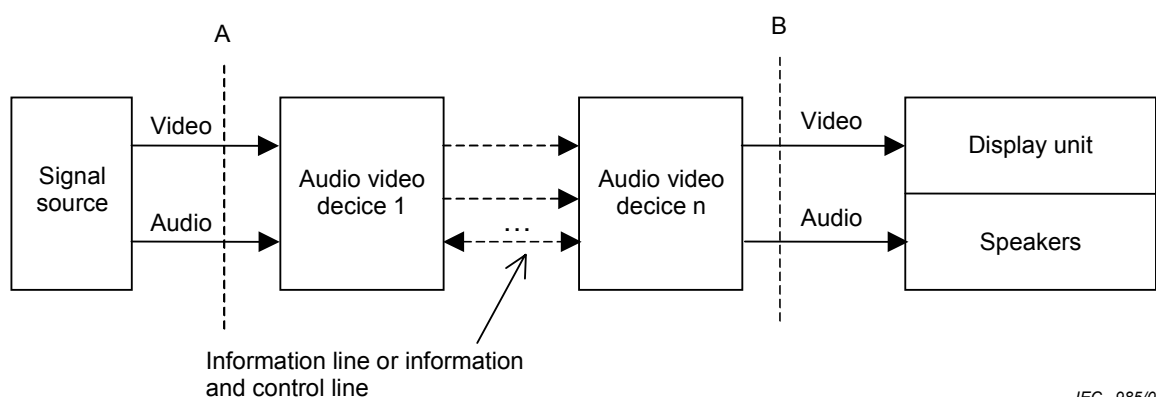 A
B
Video
Audio
Signal
source
Audio video
decice 1
...
Audio video
decice n
Video
Audio
Display unit
Speakers
Information line or information
and control line